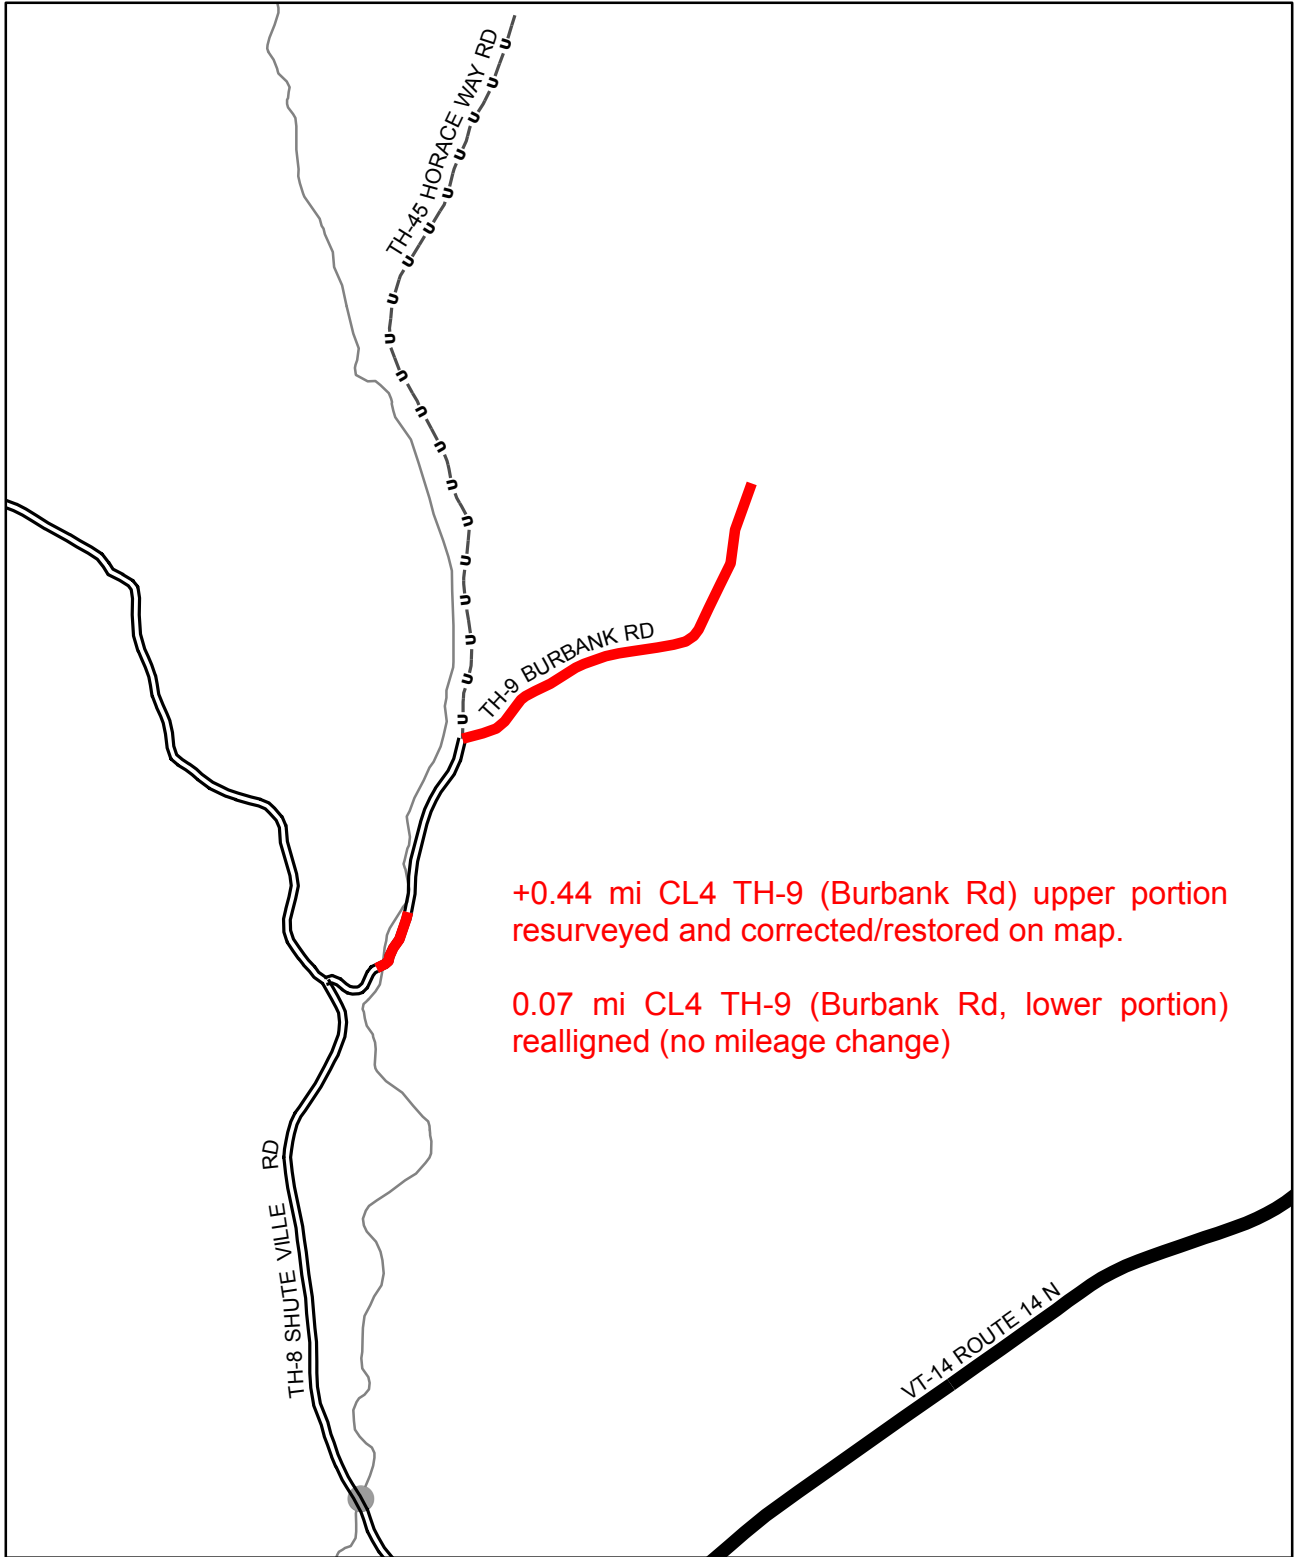 TH-45 HORACE WAY RD
TH-9 BURBANK RD
+0.44 mi CL4 TH-9 (Burbank Rd) upper portion
resurveyed and corrected/restored on map.
0.07 mi CL4 TH-9 (Burbank Rd, lower portion)
realligned (no mileage change)
TH-8 SHUTE VILLE RD
VT-14 ROUTE 14 N